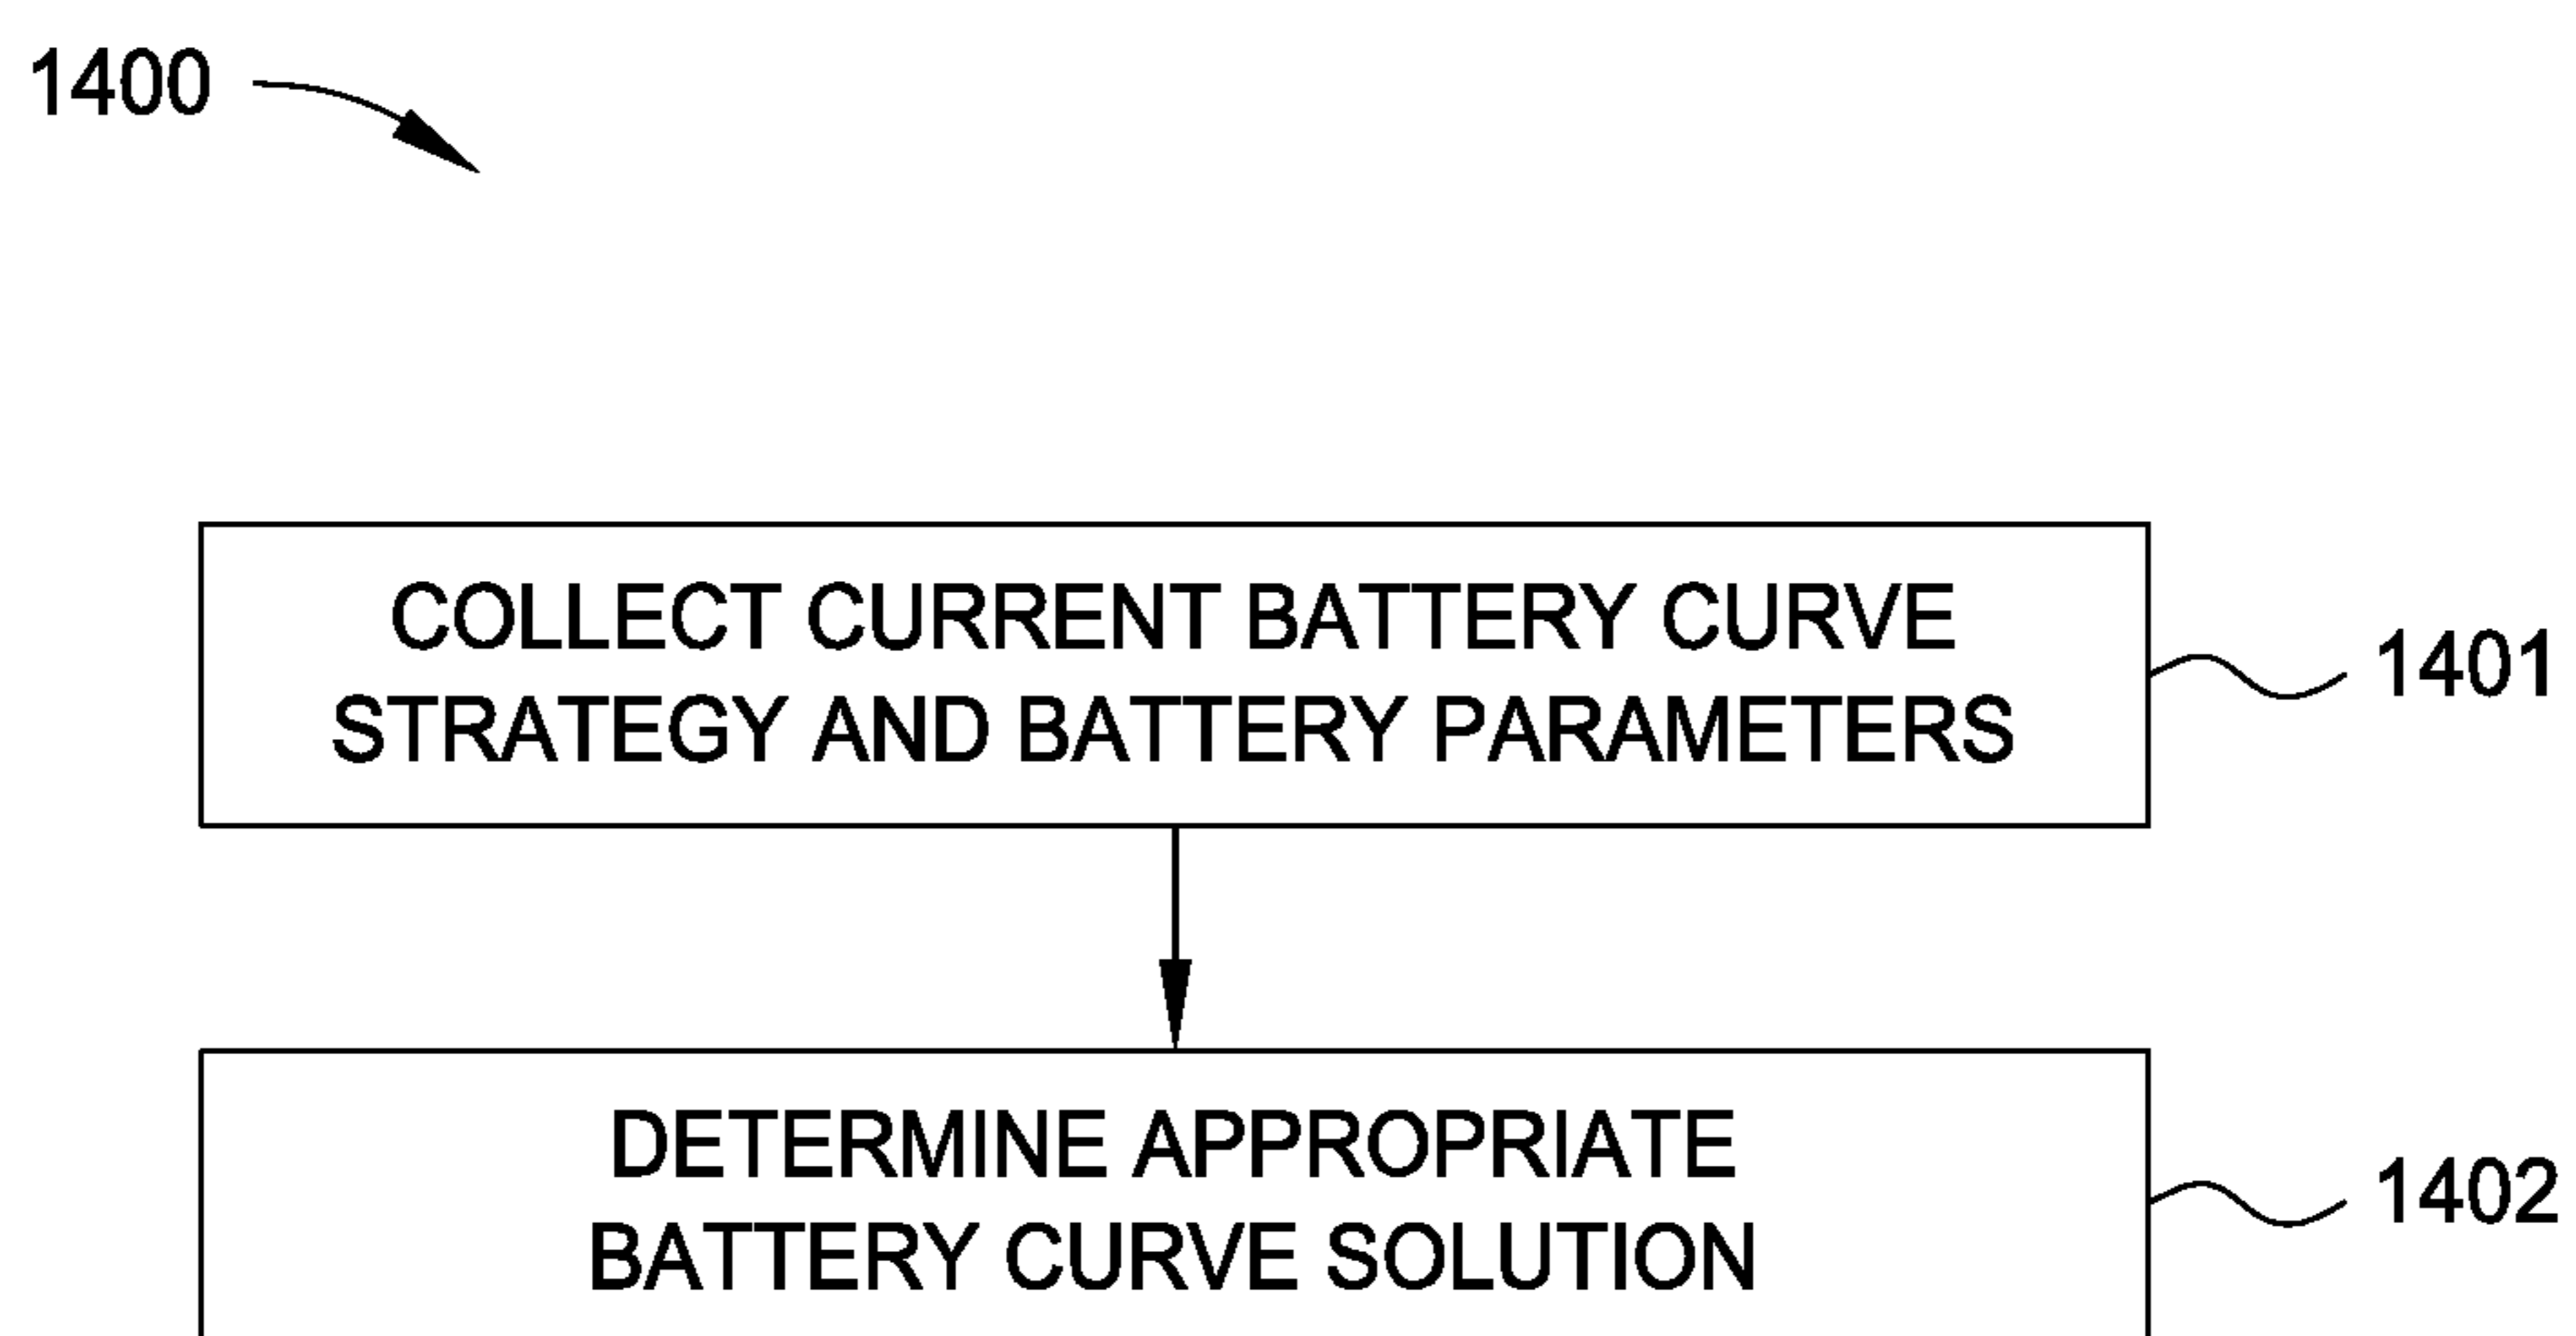 1400
COLLECT CURRENT BATTERY CURVE
STRATEGY AND BATTERY PARAMETERS
1401
DETERMINE APPROPRIATE
BATTERY CURVE SOLUTION
1402